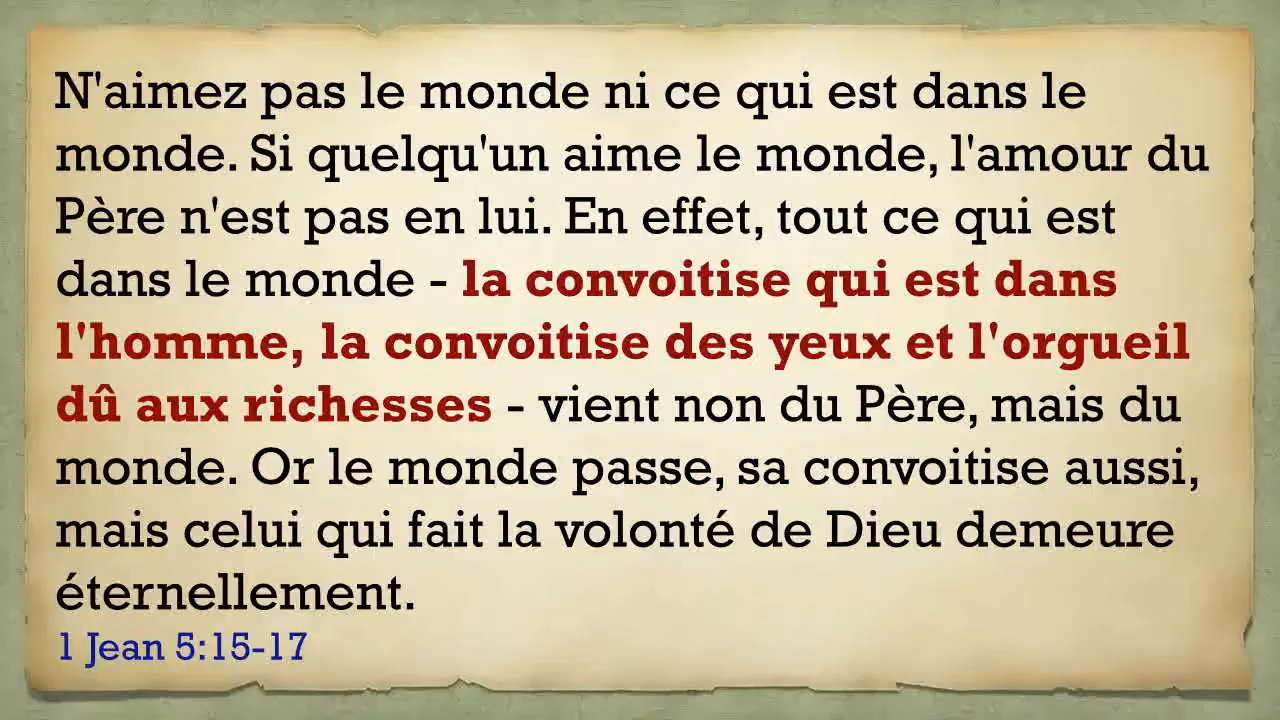 N'aimez pas le monde ni ce qui est dans le
monde. Si quelqu'un aime le monde, l'amour du
Père n'est pas en lui. En effet, tout ce qui est
dans le monde - la convoitise qui est dans
l'homme, la convoitise des yeux et l'orgueil
dû aux richesses - vient non du Père, mais du
monde. Or le monde passe, sa convoitise aussi,
mais celui qui fait la volonté de Dieu demeure
éternellement.
1 Jean 5:15-17